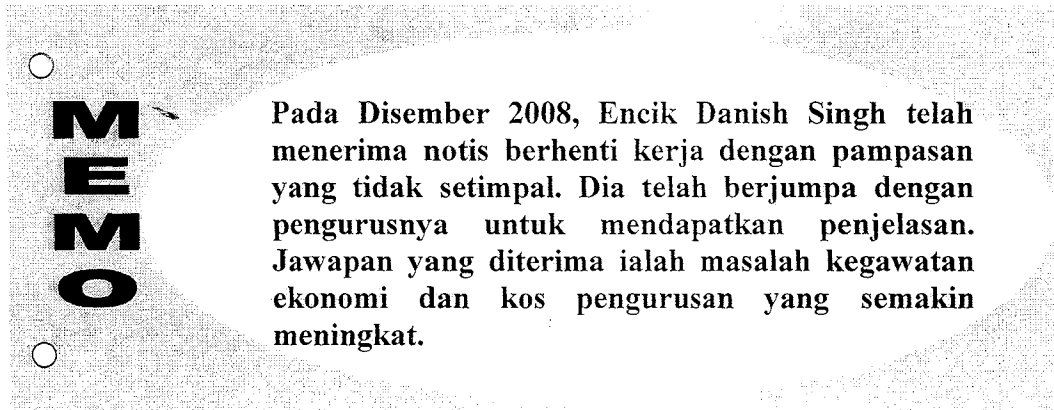 MEMO
Pada Disember 2008, Encik Danish Singh telah
menerima notis berhenti kerja dengan pampasan
yang tidak setimpal. Dia telah berjumpa dengan
pengurusnya untuk mendapatkan penjelasan.
Jawapan yang diterima ialah masalah kegawatan
ekonomi dan kos pengurusan yang semakin
meningkat.